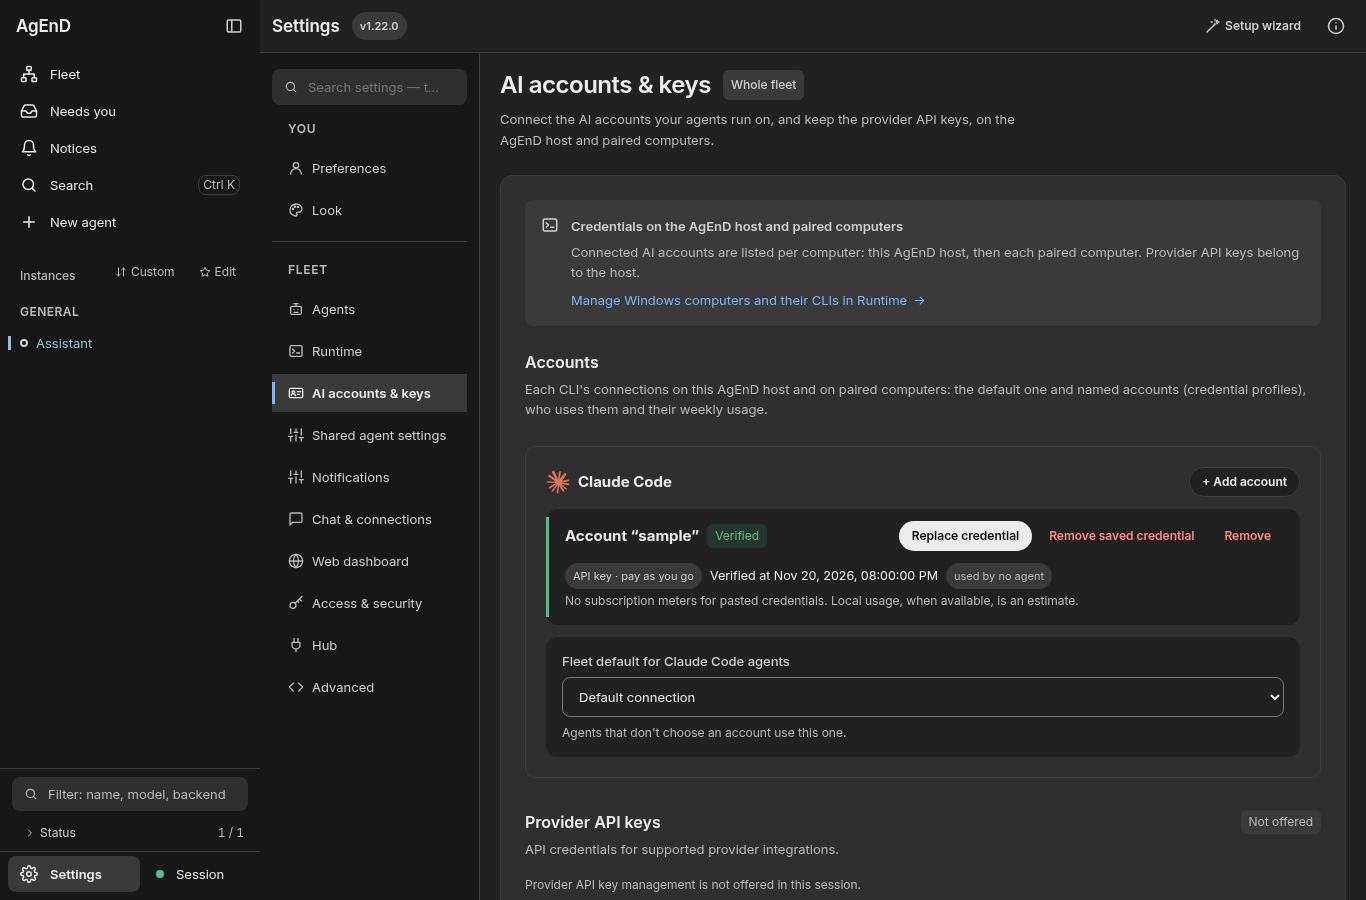 AgEnD
Settings
v1.22.0
Setup wizard
Fleet
Needs you
Notices
Search
Ctrl K
New agent
Instances
Custom
Edit
GENERAL
Assistant
Filter: name, model, backend
Status
1 / 1
Settings
Session
Search settings — t...
YOU
Preferences
Look
FLEET
Agents
Runtime
AI accounts & keys
Shared agent settings
Notifications
Chat & connections
Web dashboard
Access & security
Hub
Advanced
AI accounts & keys
Whole fleet
Connect the AI accounts your agents run on, and keep the provider API keys, on the
AgEnD host and paired computers.
Credentials on the AgEnD host and paired computers
Connected AI accounts are listed per computer: this AgEnD host, then each paired computer. Provider API keys belong
to the host.
Manage Windows computers and their CLIs in Runtime →
Accounts
Each CLI's connections on this AgEnD host and on paired computers: the default one and named accounts (credential profiles),
who uses them and their weekly usage.
Claude Code
+ Add account
Account “sample”
Verified
Replace credential
Remove saved credential
Remove
API key · pay as you go
Verified at Nov 20, 2026, 08:00:00 PM
used by no agent
No subscription meters for pasted credentials. Local usage, when available, is an estimate.
Fleet default for Claude Code agents
Default connection
Agents that don't choose an account use this one.
Provider API keys
Not offered
API credentials for supported provider integrations.
Provider API key management is not offered in this session.